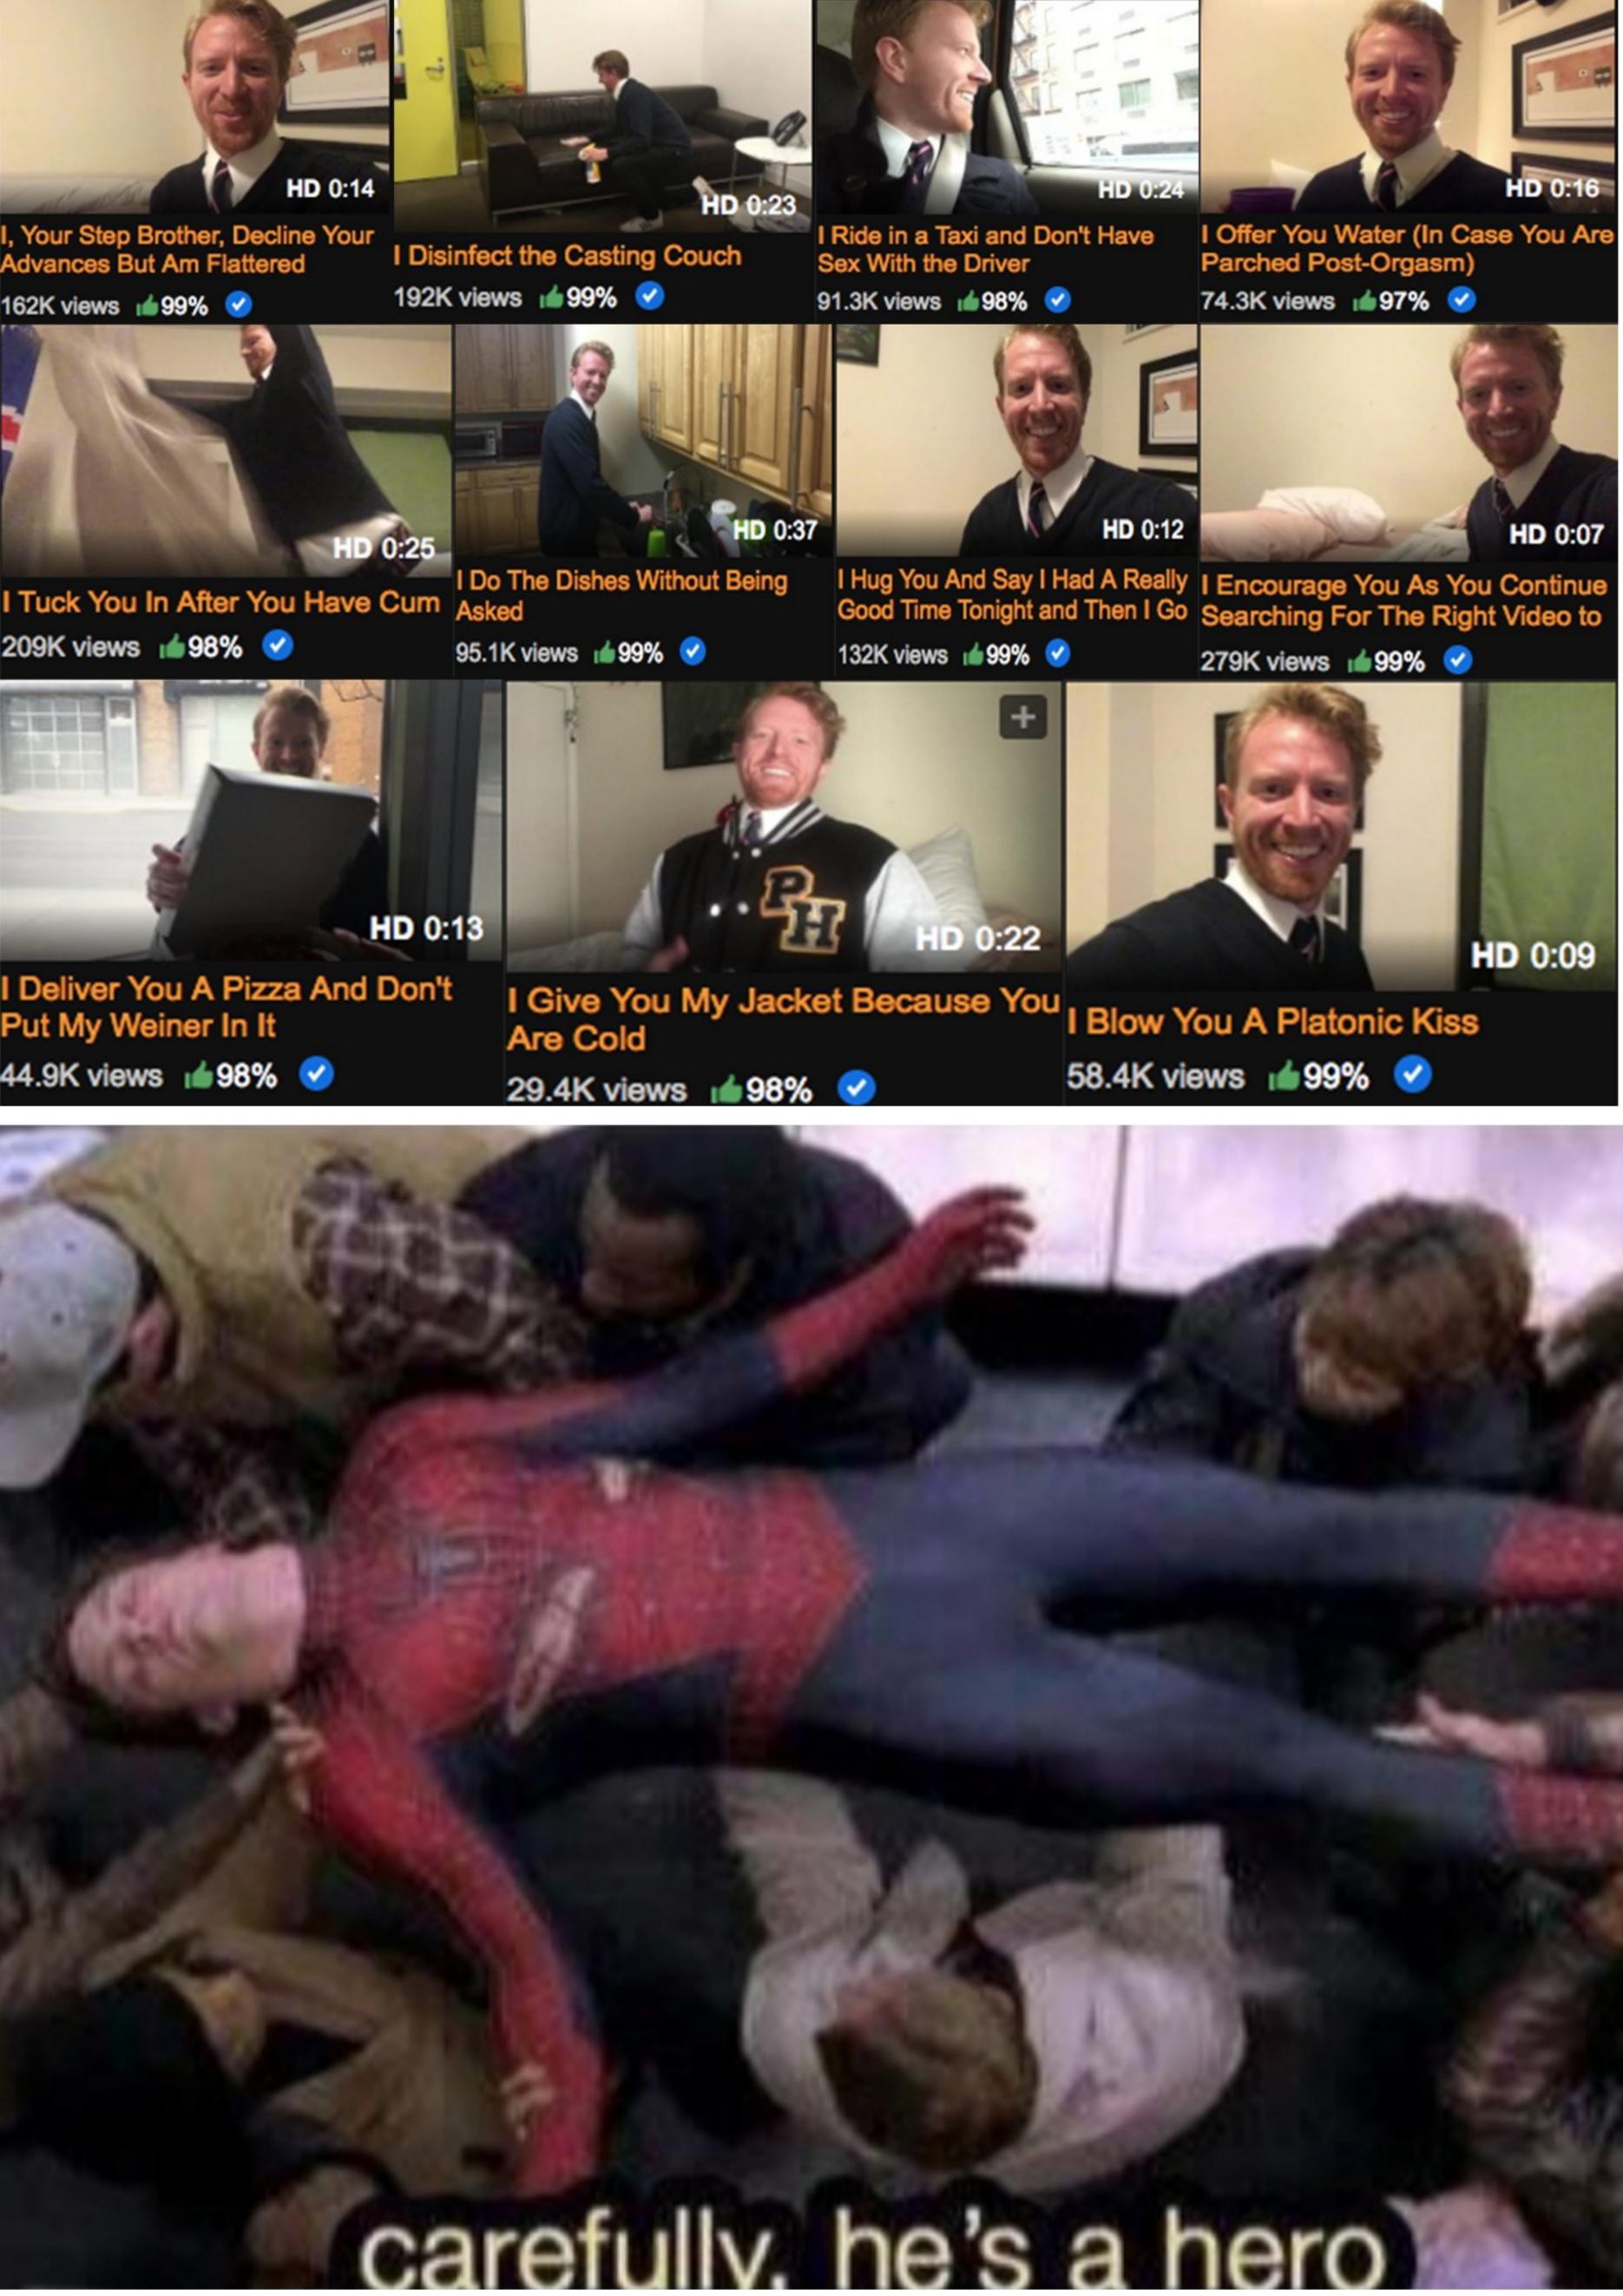 HD 0:14
I, Your Step Brother, Decline Your
Advances But Am Flattered
162K views 99%
HD 0:23
I Disinfect the Casting Couch
192K views 99%
HD 0:24
I Ride in a Taxi and Don't Have
Sex With the Driver
91.3K views 98%
HD 0:16
I Offer You Water (In Case You Are
Parched Post-Orgasm)
74.3K views 97%
HD 0:25
I Tuck You In After You Have Cum
209K views 98%
HD 0:37
I Do The Dishes Without Being
Asked
95.1K views 99%
HD 0:12
I Hug You And Say I Had A Really
Good Time Tonight and Then I Go
132K views 99%
HD 0:07
I Encourage You As You Continue
Searching For The Right Video to
279K views 99%
HD 0:13
I Deliver You A Pizza And Don't
Put My Weiner In It
44.9K views 98%
PH
HD 0:22
I Give You My Jacket Because You
Are Cold
29.4K views 98%
HD 0:09
I Blow You A Platonic Kiss
58.4K views 99%
carefully, he's a hero